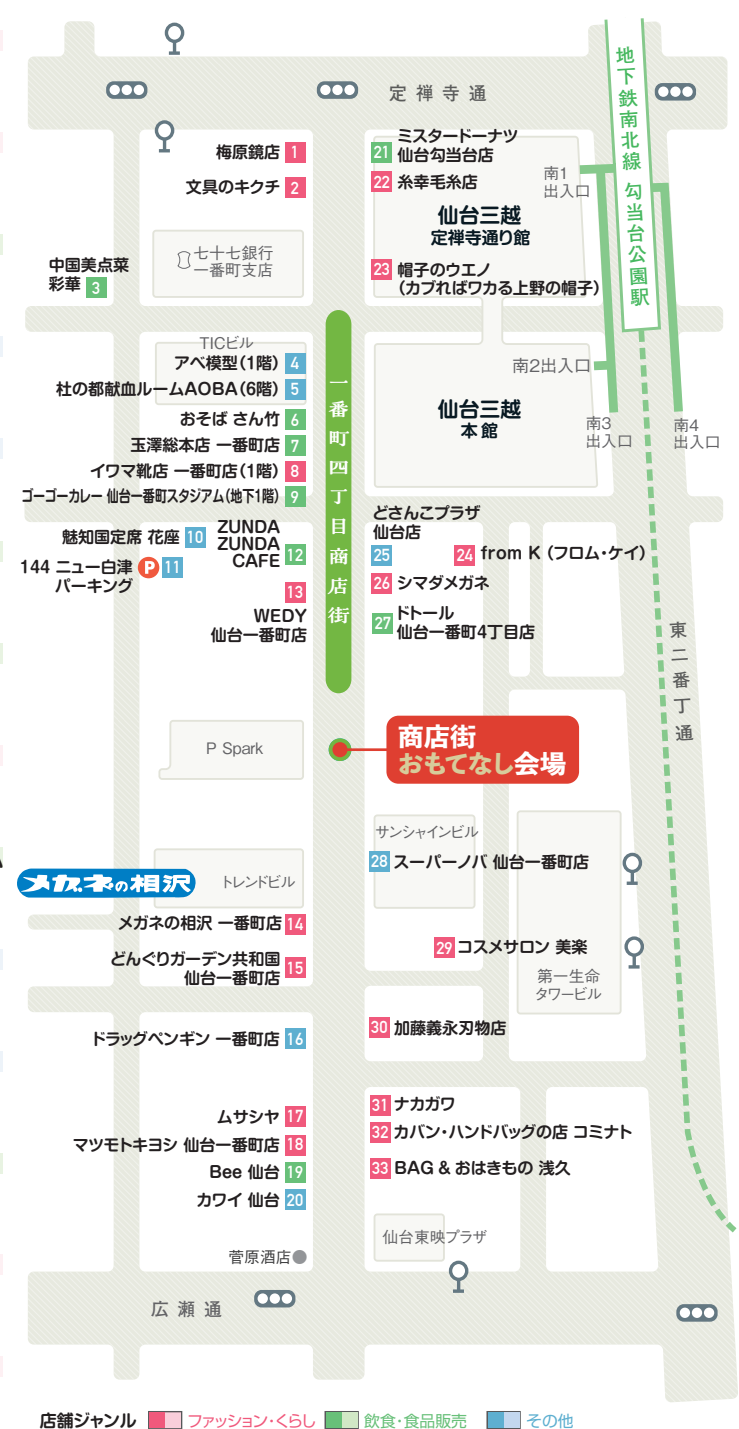 定禅寺通
地下鉄南北線 勾当台公園駅
梅原鏡店 1
文具のキクチ 2
七十七銀行
一番町支店
中国美点菜
彩華 3
21 ミスタードーナツ
仙台勾当台店
22 糸幸毛糸店
仙台三越
定禅寺通り館
23 帽子のウエノ
(カブればワカる上野の帽子)
南1
出入口
TICビル
アベ模型(1階) 4
杜の都献血ルームAOBA(6階) 5
おそば さん竹 6
玉澤総本店 一番町店 7
イワマ靴店 一番町店(1階) 8
ゴーゴーカレー 仙台一番町スタジアム(地下1階) 9
一番町四丁目商店街
仙台三越
本館
南2出入口
南3
出入口
南4
出入口
魅知国定席 花座 10
ZUNDA
ZUNDA
CAFE 12
144 ニュー白津 P 11
パーキング
13
WEDY
仙台一番町店
どさんこプラザ
仙台店
25
24 from K (フロム・ケイ)
26 シマダメガネ
27 ドトール
仙台一番町4丁目店
東二番丁通
P Spark
商店街
おもてなし会場
サンシャインビル
28 スーパーノバ 仙台一番町店
メガネの相沢
トレンドビル
メガネの相沢 一番町店 14
どんぐりガーデン共和国
仙台一番町店 15
29 コスメサロン 美楽
第一生命
タワービル
ドラッグペンギン 一番町店 16
30 加藤義永刃物店
ムサシヤ 17
マツモトキヨシ 仙台一番町店 18
Bee 仙台 19
カワイ 仙台 20
31 ナカガワ
32 カバン・ハンドバッグの店 コミナト
33 BAG & おはきもの 浅久
菅原酒店
仙台東映プラザ
広瀬通
店舗ジャンル ファッション・くらし 飲食・食品販売 その他